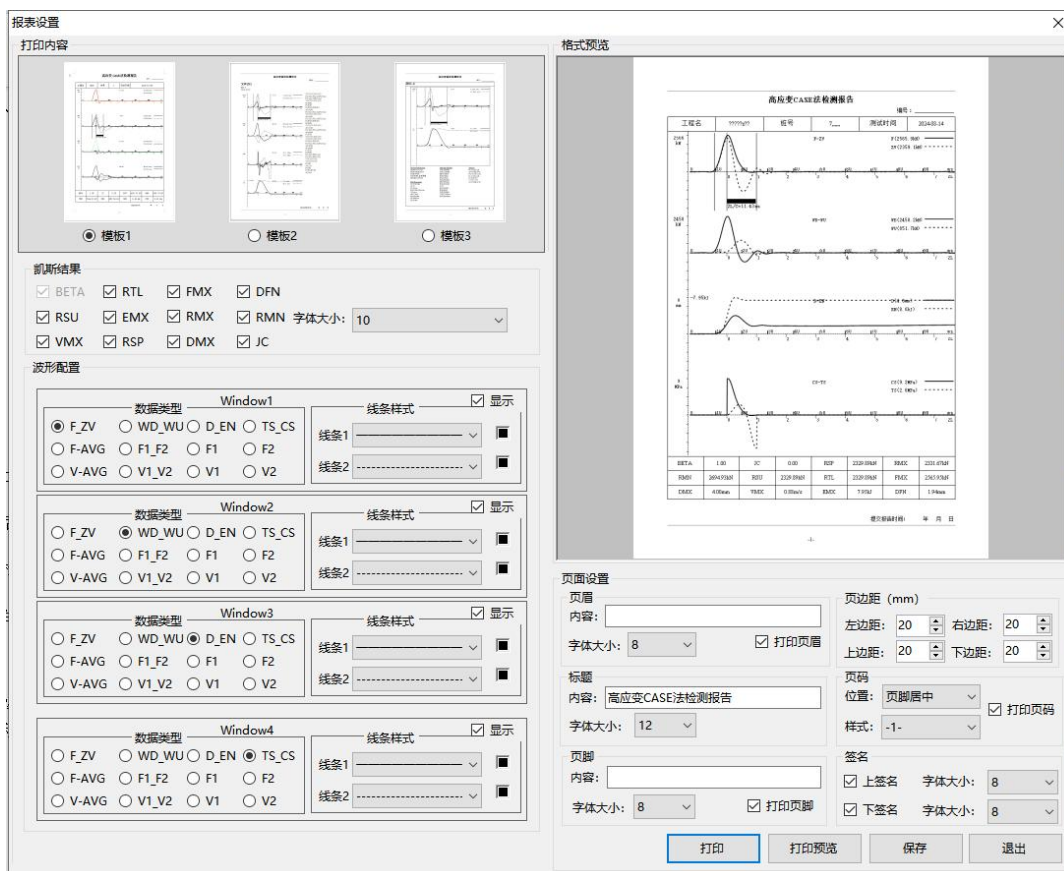 报表设置
打印内容
模板1
模板2
模板3
凯斯结果
BETA RTL FMX DFN
RSU EMX RMX RMN 字体大小： 10
VMX RSP DMX JC
波形配置
Window1
显示
数据类型
线条样式
F_ZV WD_WU D_EN TS_CS
线条1
F-AVG F1_F2 F1 F2
V-AVG V1_V2 V1 V2
线条2
Window2
显示
数据类型
线条样式
F_ZV WD_WU D_EN TS_CS
线条1
F-AVG F1_F2 F1 F2
V-AVG V1_V2 V1 V2
线条2
Window3
显示
数据类型
线条样式
F_ZV WD_WU D_EN TS_CS
线条1
F-AVG F1_F2 F1 F2
V-AVG V1_V2 V1 V2
线条2
Window4
显示
数据类型
线条样式
F_ZV WD_WU D_EN TS_CS
线条1
F-AVG F1_F2 F1 F2
V-AVG V1_V2 V1 V2
线条2
格式预览
高应变CASE法检测报告
编号：
工程名 桩号 测试时间 2024-03-14
BETA 1.00 JC 0.00 RSP RMX
RMN RSU RTL FMX
DMX 4.00mm VMX EMX DFN 1.94mm
年 月 日
-1-
页面设置
页眉
内容：
字体大小： 8
打印页眉
标题
内容： 高应变CASE法检测报告
字体大小： 12
页脚
内容：
字体大小： 8
打印页脚
页边距（mm）
左边距： 20 右边距： 20
上边距： 20 下边距： 20
页码
位置： 页脚居中
打印页码
样式： -1-
签名
上签名 字体大小： 8
下签名 字体大小： 8
打印 打印预览 保存 退出